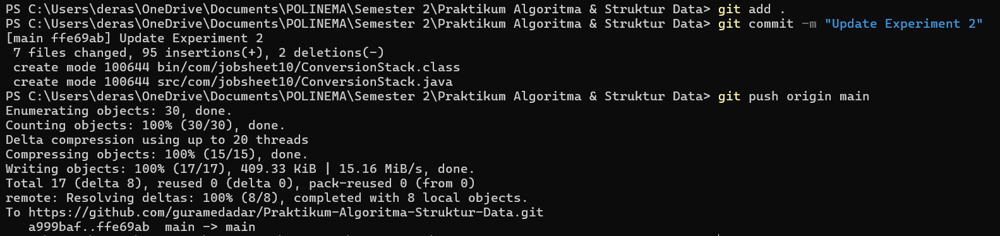 PS C:\Users\deras\OneDrive\Documents\POLINEMA\Semester 2\Praktikum Algoritma & Struktur Data> git add .
PS C:\Users\deras\OneDrive\Documents\POLINEMA\Semester 2\Praktikum Algoritma & Struktur Data> git commit -m "Update Experiment 2"
[main ffe69ab] Update Experiment 2
 7 files changed, 95 insertions(+), 2 deletions(-)
 create mode 100644 bin/com/jobsheet10/ConversionStack.class
 create mode 100644 src/com/jobsheet10/ConversionStack.java
PS C:\Users\deras\OneDrive\Documents\POLINEMA\Semester 2\Praktikum Algoritma & Struktur Data> git push origin main
Enumerating objects: 30, done.
Counting objects: 100% (30/30), done.
Delta compression using up to 20 threads
Compressing objects: 100% (15/15), done.
Writing objects: 100% (17/17), 409.33 KiB | 15.16 MiB/s, done.
Total 17 (delta 8), reused 0 (delta 0), pack-reused 0 (from 0)
remote: Resolving deltas: 100% (8/8), completed with 8 local objects.
To https://github.com/guramedadar/Praktikum-Algoritma-Struktur-Data.git
   a999baf..ffe69ab  main -> main